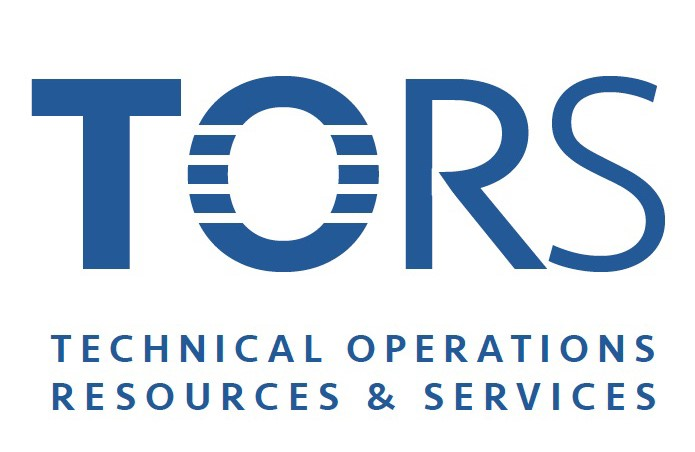 TORS
TECHNICAL OPERATIONS
RESOURCES & SERVICES